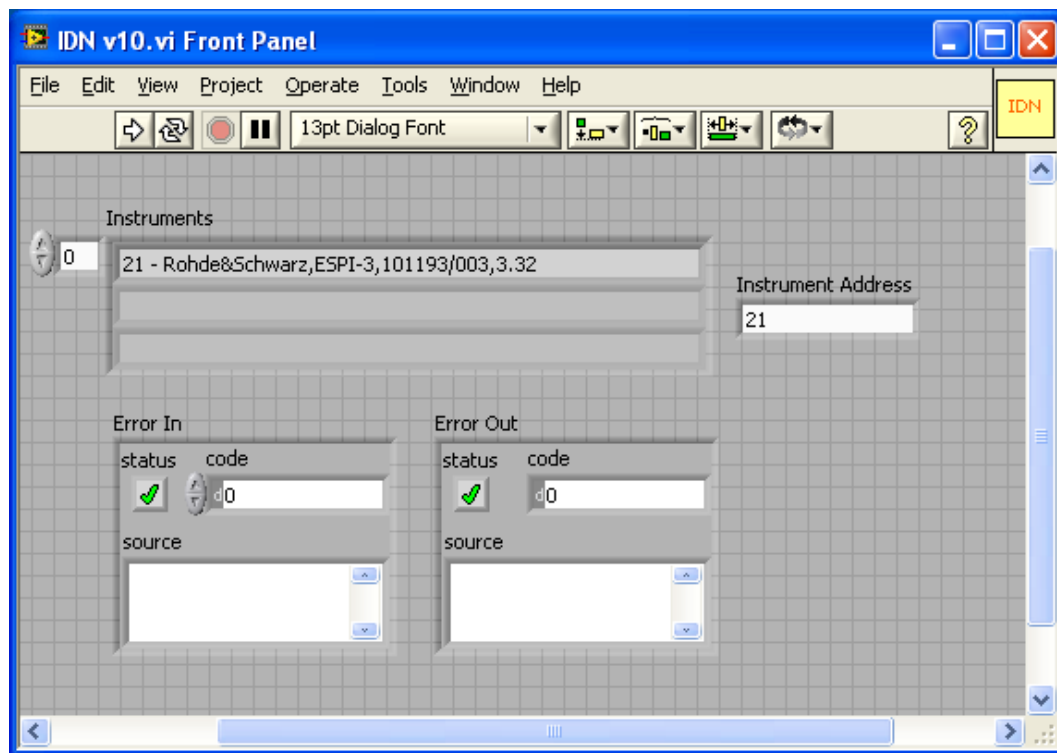 IDN v10.vi Front Panel
File Edit View Project Operate Tools Window Help
IDN
13pt Dialog Font
?
Instruments
0
21 - Rohde&Schwarz,ESPI-3,101193/003,3.32
Instrument Address
21
Error In
status code
d0
source
Error Out
status code
d0
source